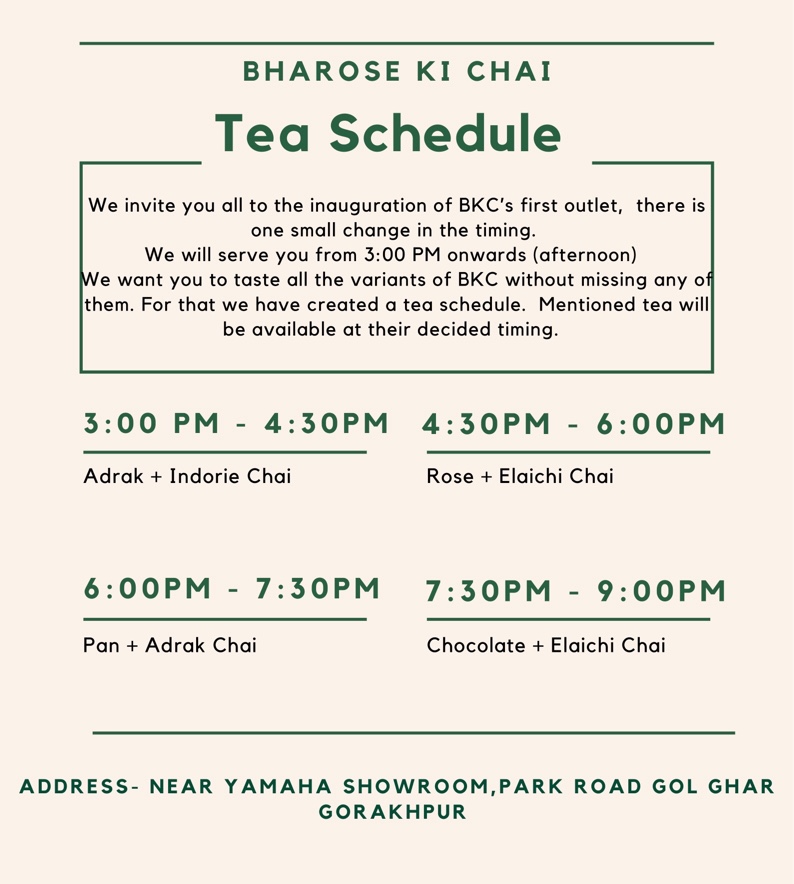 BHAROSE KI CHAI
Tea Schedule
We invite you all to the inauguration of BKC's first outlet,  there is
one small change in the timing.
We will serve you from 3:00 PM onwards (afternoon)
We want you to taste all the variants of BKC without missing any of
them. For that we have created a tea schedule.  Mentioned tea will
be available at their decided timing.
3:00 PM - 4:30PM
Adrak + Indorie Chai
4:30PM - 6:00PM
Rose + Elaichi Chai
6:00PM - 7:30PM
Pan + Adrak Chai
7:30PM - 9:00PM
Chocolate + Elaichi Chai
ADDRESS- NEAR YAMAHA SHOWROOM,PARK ROAD GOL GHAR
GORAKHPUR